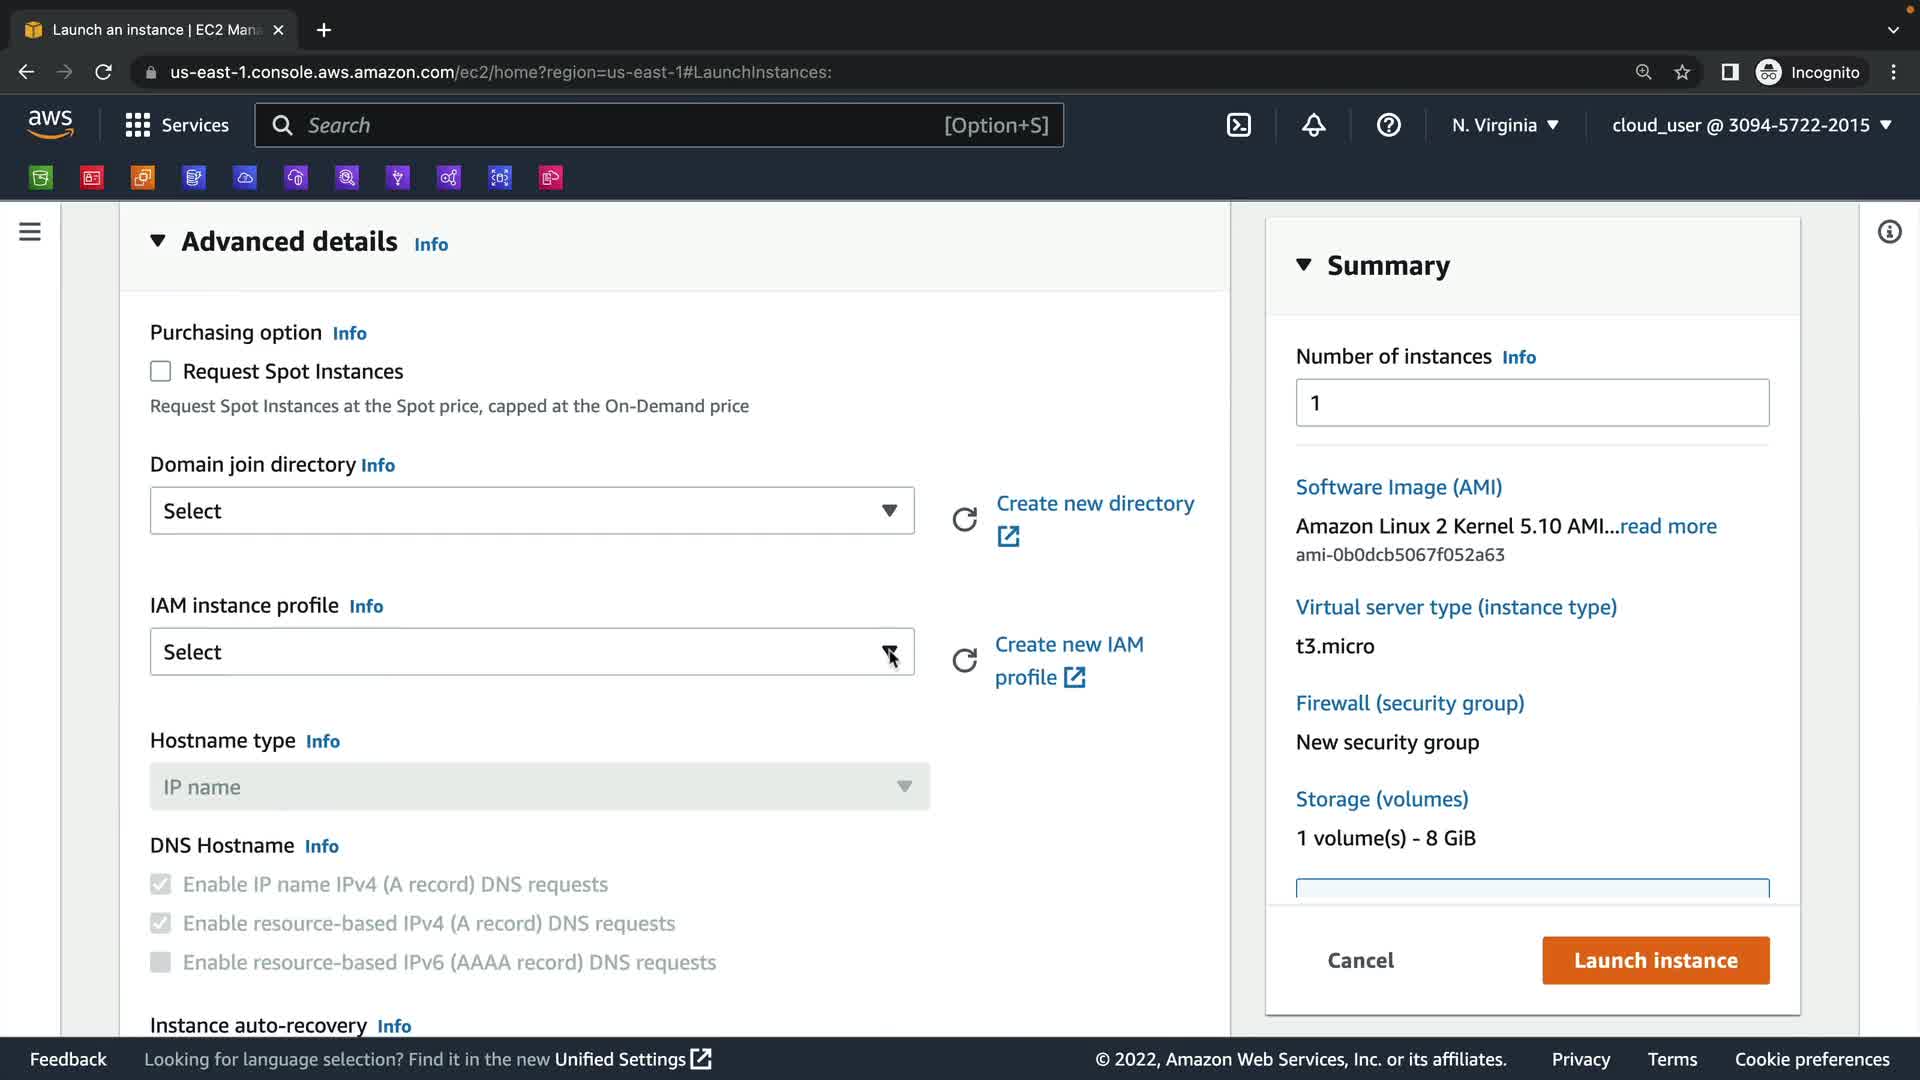 Launch an instance | EC2 Mana
us-east-1.console.aws.amazon.com/ec2/home?region=us-east-1#LaunchInstances:
Incognito
aws
Services
Search
[Option+S]
N. Virginia
cloud_user @ 3094-5722-2015
Advanced details Info
Purchasing option Info
Request Spot Instances
Request Spot Instances at the Spot price, capped at the On-Demand price
Domain join directory Info
Select
Create new directory
IAM instance profile Info
Select
Create new IAM
profile
Hostname type Info
IP name
DNS Hostname Info
Enable IP name IPv4 (A record) DNS requests
Enable resource-based IPv4 (A record) DNS requests
Enable resource-based IPv6 (AAAA record) DNS requests
Instance auto-recovery Info
Summary
Number of instances Info
1
Software Image (AMI)
Amazon Linux 2 Kernel 5.10 AMI...read more
ami-0b0dcb5067f052a63
Virtual server type (instance type)
t3.micro
Firewall (security group)
New security group
Storage (volumes)
1 volume(s) - 8 GiB
Cancel
Launch instance
Feedback
Looking for language selection? Find it in the new Unified Settings
© 2022, Amazon Web Services, Inc. or its affiliates.
Privacy
Terms
Cookie preferences